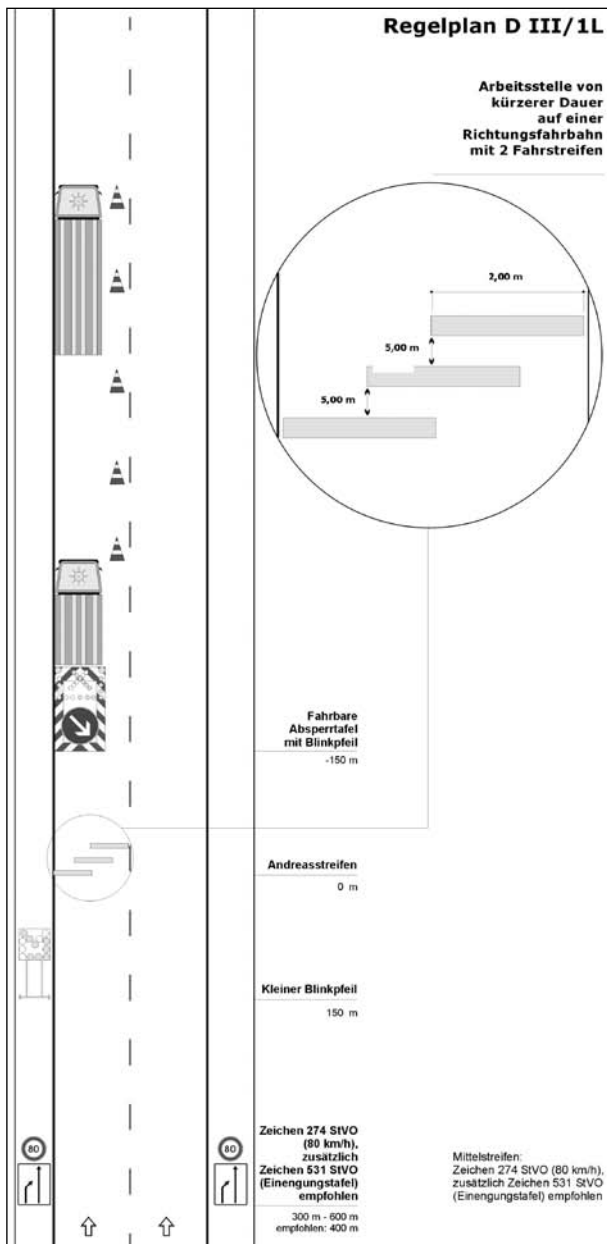 Regelplan D III/1L
Arbeitsstelle von
kürzerer Dauer
auf einer
Richtungsfahrbahn
mit 2 Fahrstreifen
2,00 m
5,00 m
5,00 m
Fahrbare
Absperrtafel
mit Blinkpfeil
-150 m
Andreasstreifen
0 m
Kleiner Blinkpfeil
150 m
80
80
Zeichen 274 StVO
(80 km/h),
zusätzlich
Zeichen 531 StVO
(Einengungstafel)
empfohlen
300 m - 600 m
empfohlen: 400 m
Mittelstreifen:
Zeichen 274 StVO (80 km/h),
zusätzlich Zeichen 531 StVO
(Einengungstafel) empfohlen